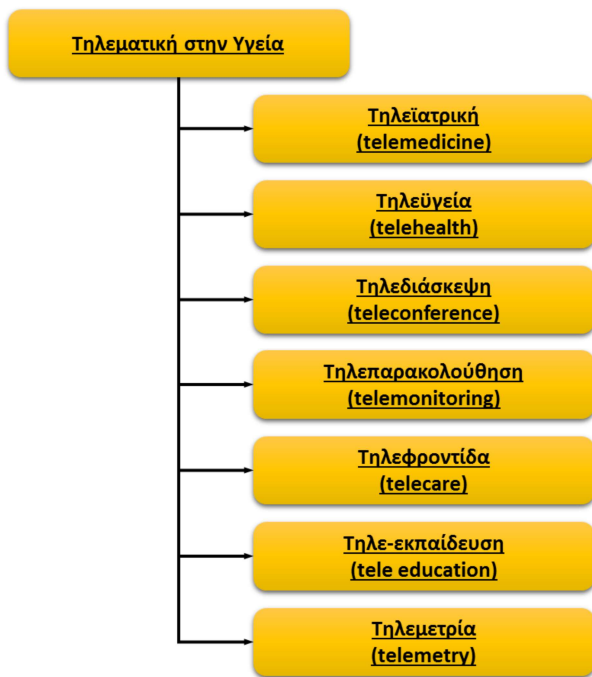 Τηλεματική στην Υγεία
Τηλεϊατρική
(telemedicine)
Τηλεϋγεία
(telehealth)
Τηλεδιάσκεψη
(teleconference)
Τηλεπαρακολούθηση
(telemonitoring)
Τηλεφροντίδα
(telecare)
Τηλε-εκπαίδευση
(tele education)
Τηλεμετρία
(telemetry)